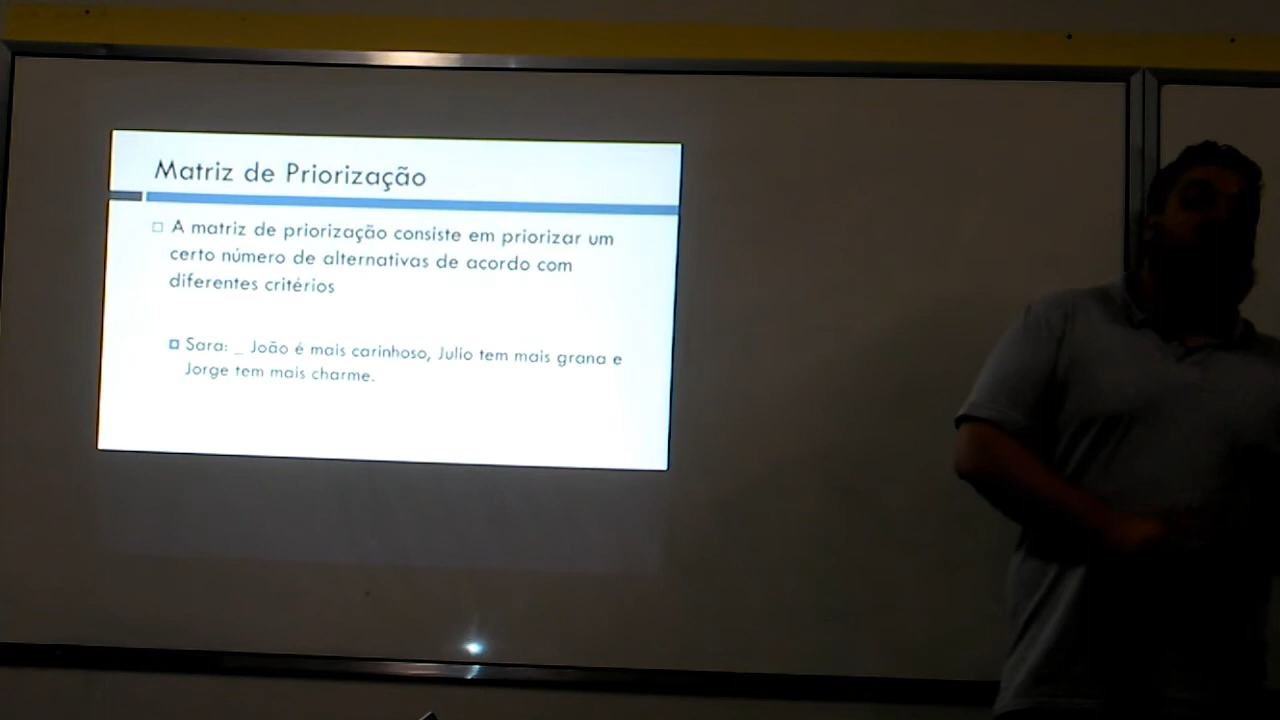 Matriz de Priorização
A matriz de priorização consiste em priorizar um
certo número de alternativas de acordo com
diferentes critérios
Sara: _ João é mais carinhoso, Julio tem mais grana e
Jorge tem mais charme.